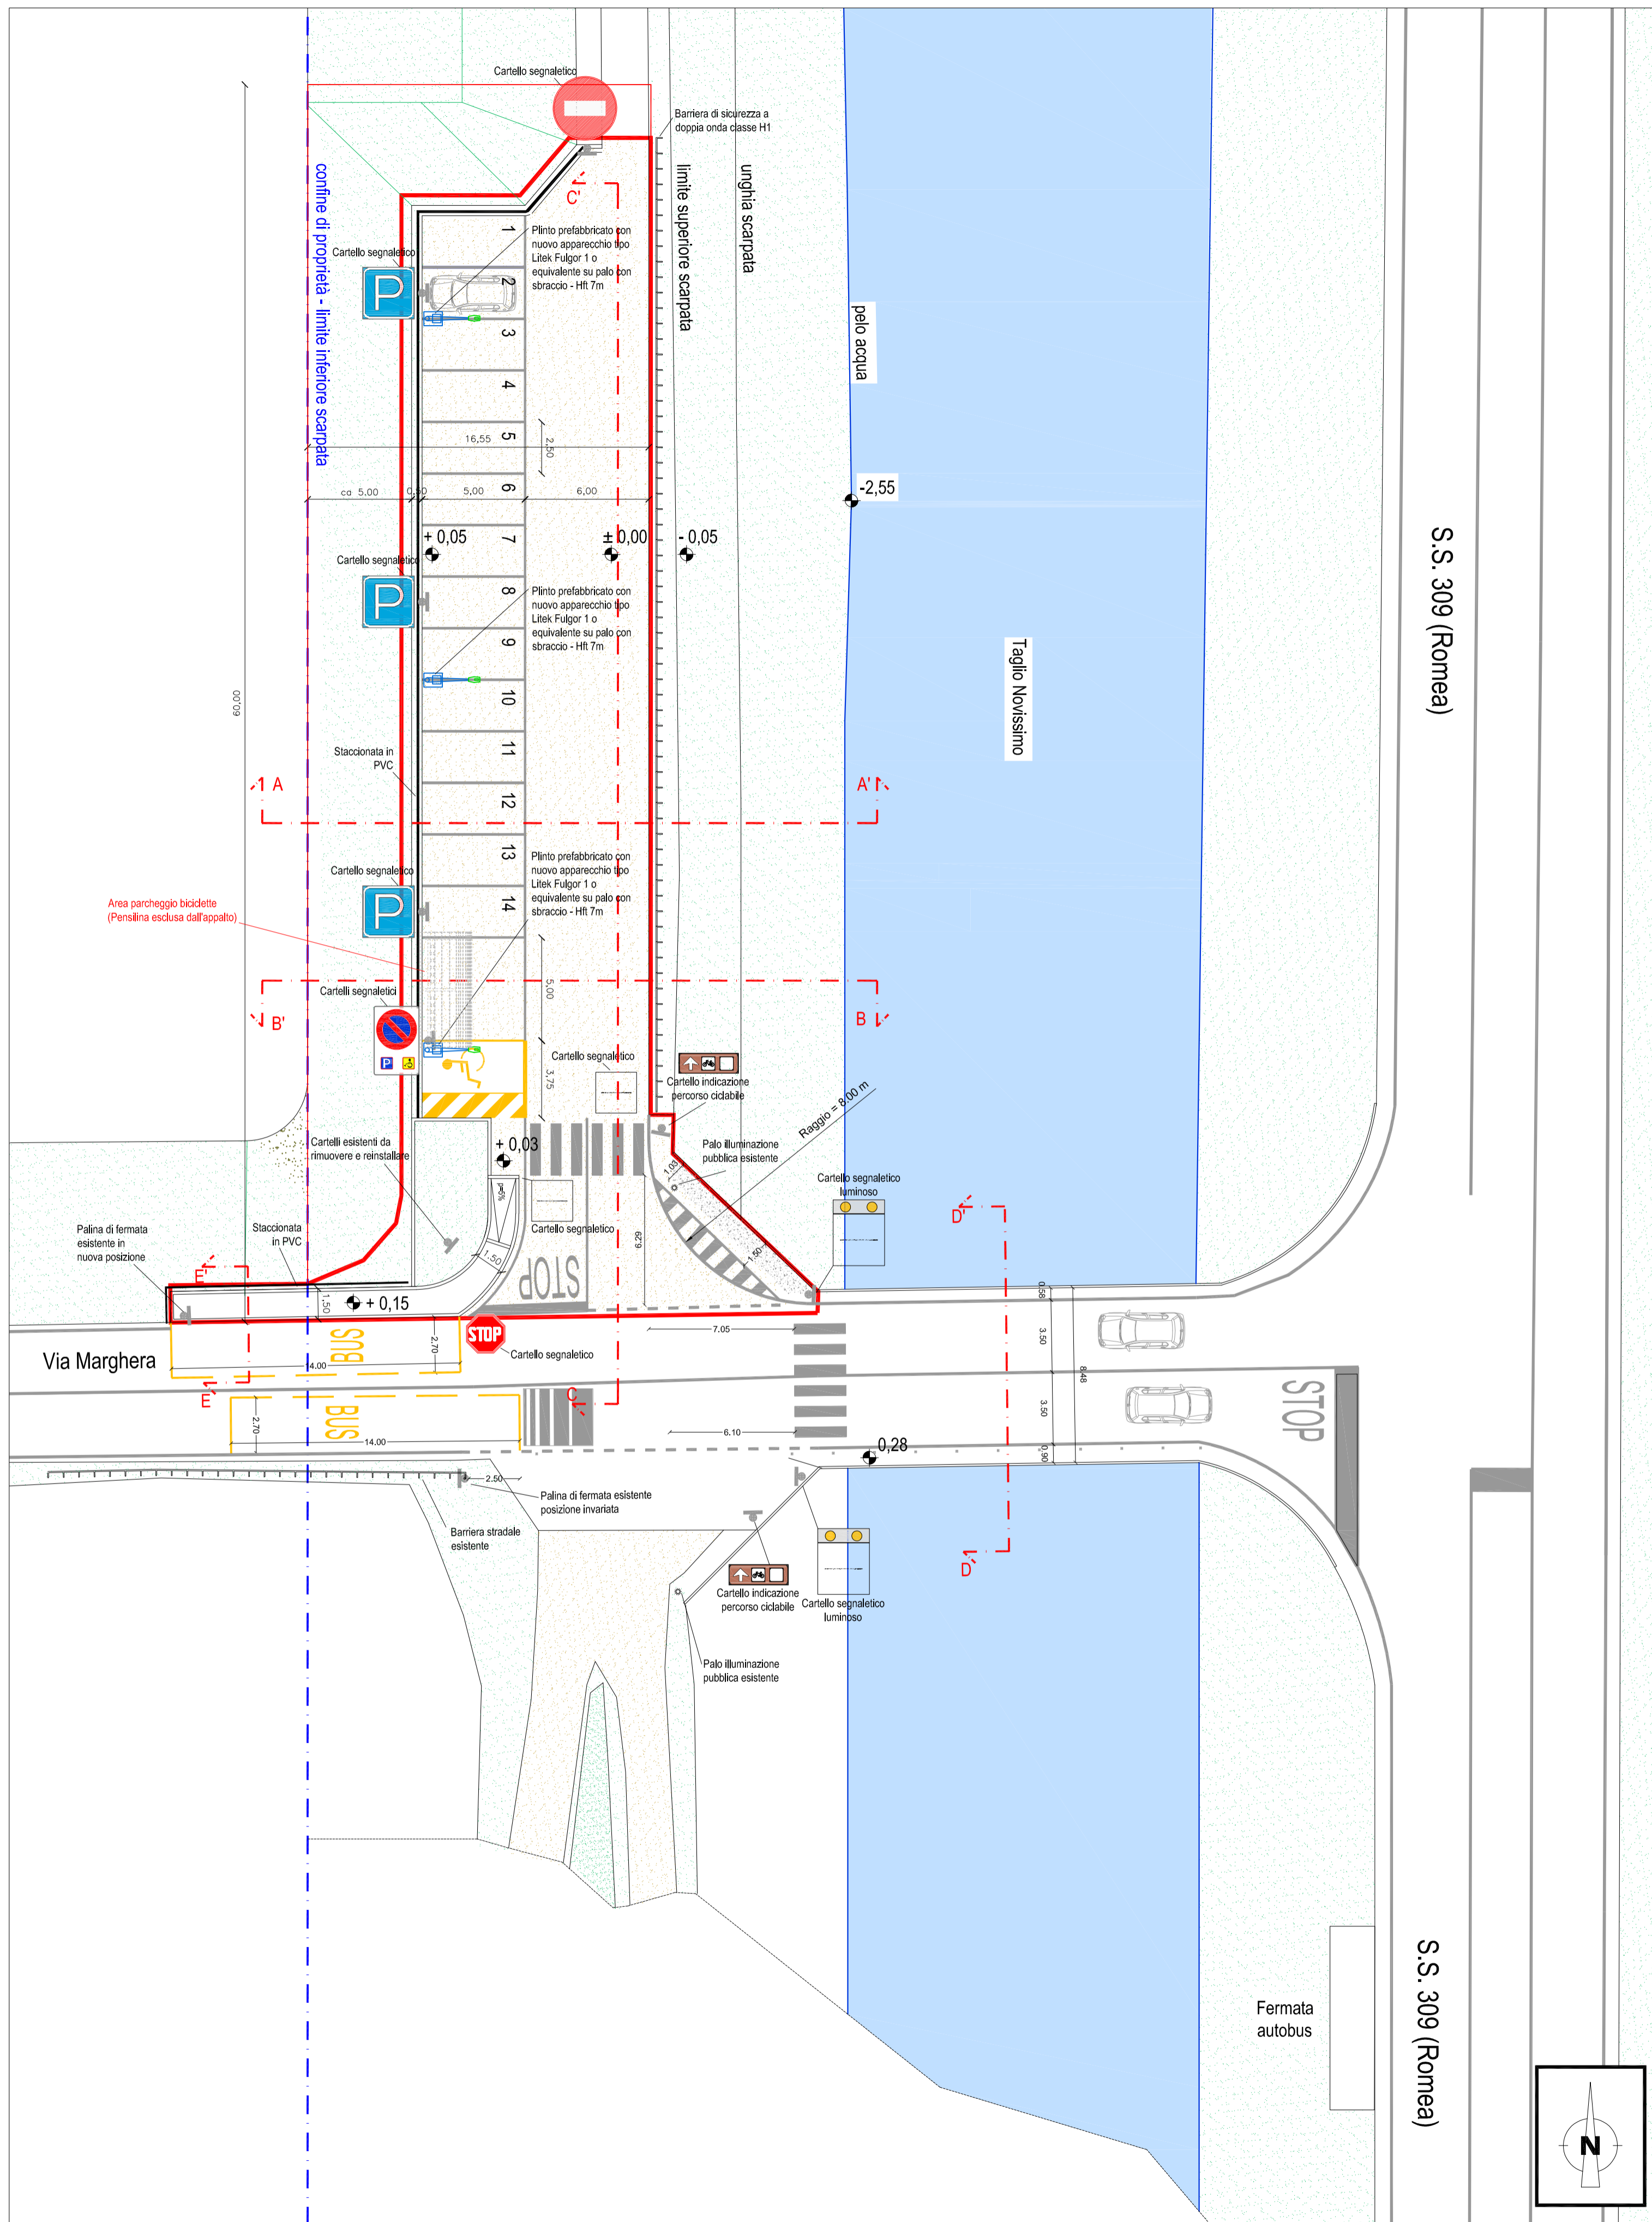 Cartello segnaletico
Barriera di sicurezza a
doppia onda classe H1
confine di proprietà - limite inferiore scarpata
limite superiore scarpata
unghia scarpata
C'
1
Plinto prefabbricato con
nuovo apparecchio tipo
Litek Fulgor 1 o
equivalente su palo con
sbraccio - Hft 7m
Cartello segnaletico
P
2
3
pelo acqua
4
5
2,50
16,55
6
ca 5.00
0,50
5,00
6,00
-2,55
S.S. 309 (Romea)
7
+ 0,05
± 0,00
- 0,05
Cartello segnaletico
P
8
Plinto prefabbricato con
nuovo apparecchio tipo
Litek Fulgor 1 o
equivalente su palo con
sbraccio - Hft 7m
9
Taglio Novissimo
60,00
10
Staccionata in
PVC
11
A
A'
12
13
Plinto prefabbricato con
nuovo apparecchio tipo
Litek Fulgor 1 o
equivalente su palo con
sbraccio - Hft 7m
Cartello segnaletico
P
14
Area parcheggio biciclette
(Pensilina esclusa dall'appalto)
5,00
Cartelli segnaletici
B'
B
P
3,75
Cartello segnaletico
Cartello indicazione
percorso ciclabile
Raggio = 8.00 m
Cartelli esistenti da
rimuovere e reinstallare
+ 0,03
Palo illuminazione
pubblica esistente
1.03
p=5%
Cartello segnaletico
luminoso
Cartello segnaletico
D'
Palina di fermata
esistente in
nuova posizione
Staccionata
in PVC
6.29
1.50
1.50
STOP
E'
1,50
+ 0,15
0.58
BUS
2.70
STOP
Cartello segnaletico
7.05
3.50
8.48
Via Marghera
14.00
E
C
3.50
STOP
BUS
2.70
14.00
6.10
0,28
0.90
2.50
Palina di fermata esistente
posizione invariata
Barriera stradale
esistente
D
Cartello indicazione
percorso ciclabile
Cartello segnaletico
luminoso
Palo illuminazione
pubblica esistente
S.S. 309 (Romea)
Fermata
autobus
N